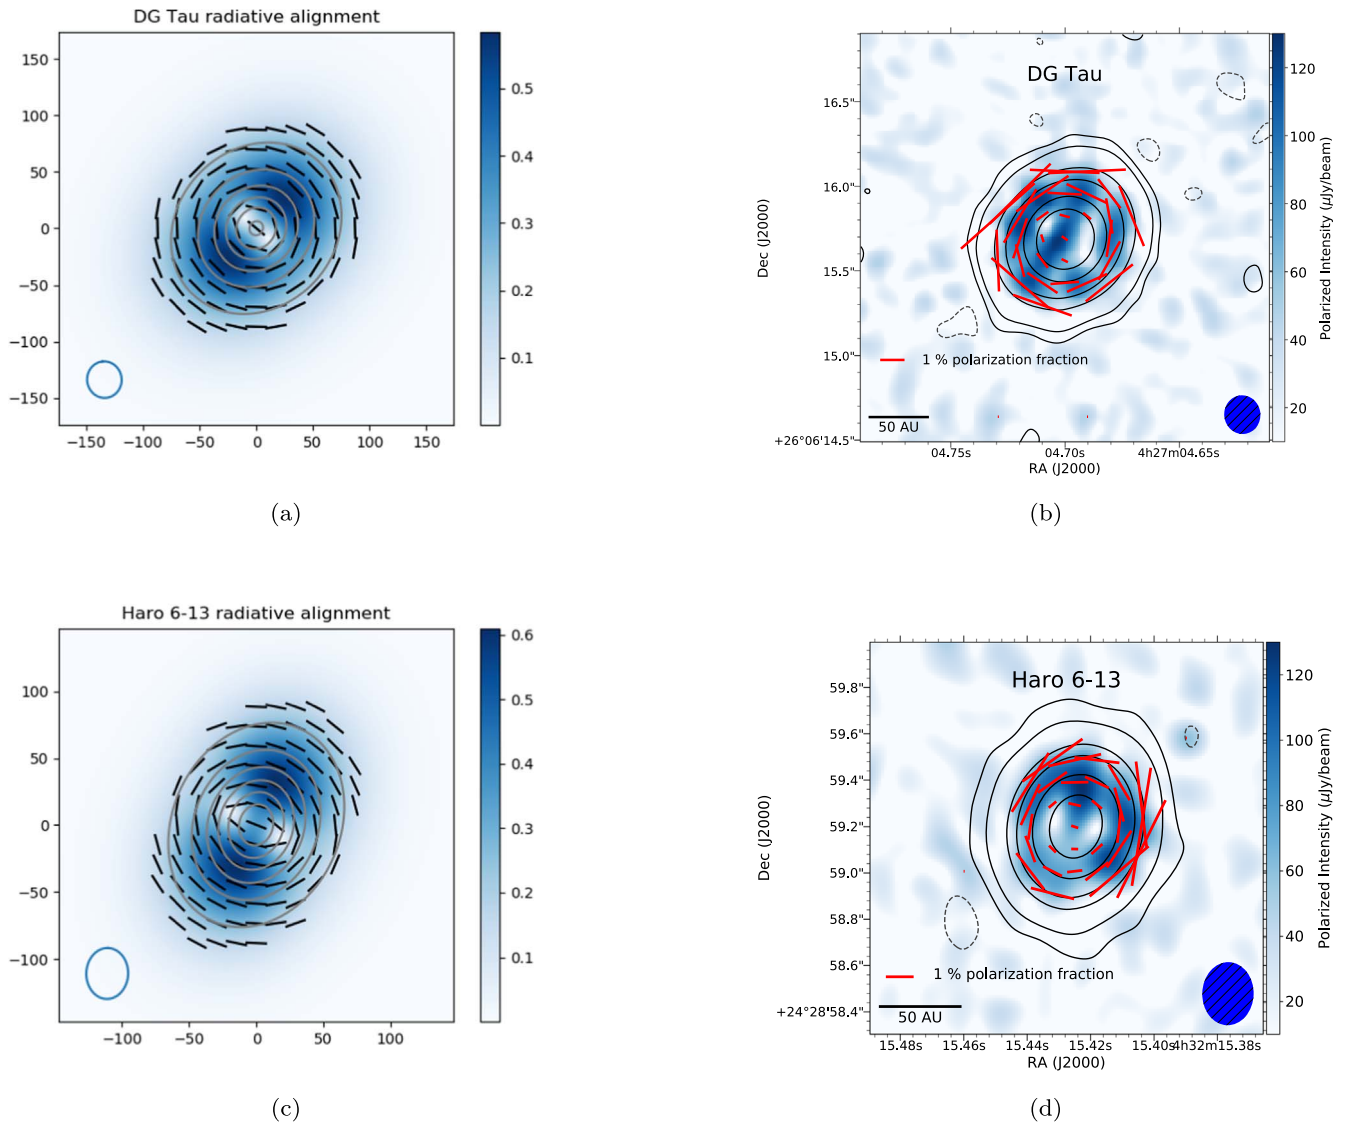 DG Tau radiative alignment
150
100
50
0
−50
−100
−150
−150 −100 −50 0 50 100 150
0.5
0.4
0.3
0.2
0.1
(a)
DG Tau
16.5"
16.0"
15.5"
15.0"
+26°06'14.5"
Dec (J2000)
1 % polarization fraction
50 AU
04.75s 04.70s 4h27m04.65s
RA (J2000)
120
100
80
60
40
20
Polarized Intensity (μJy/beam)
(b)
Haro 6-13 radiative alignment
100
50
0
−50
−100
−100 −50 0 50 100
0.6
0.5
0.4
0.3
0.2
0.1
(c)
Haro 6-13
59.8"
59.6"
59.4"
59.2"
59.0"
58.8"
58.6"
+24°28'58.4"
Dec (J2000)
1 % polarization fraction
50 AU
15.48s 15.46s 15.44s 15.42s 15.40s 4h32m15.38s
RA (J2000)
120
100
80
60
40
20
Polarized Intensity (μJy/beam)
(d)